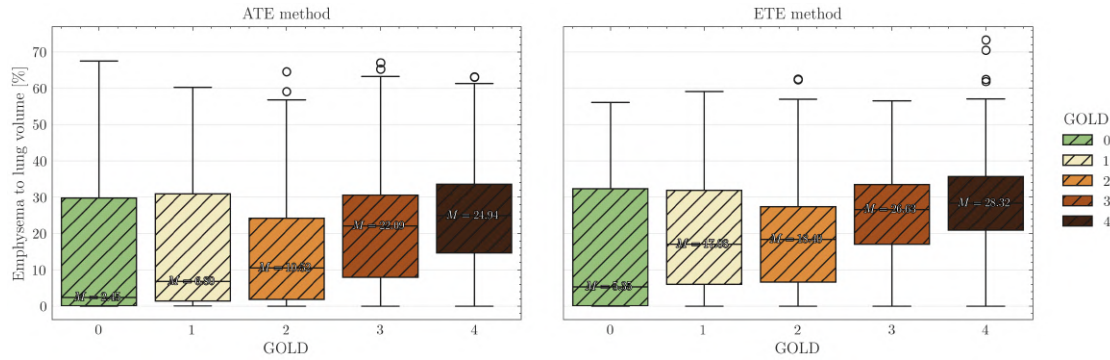 ATE method
ETE method
Emphysema to lung volume [%]
70
60
50
40
30
20
10
0
M = 22.09
M = 24.94
M = 28.32
0 1 2 3 4
GOLD
0 1 2 3 4
GOLD
GOLD
0
1
2
3
4